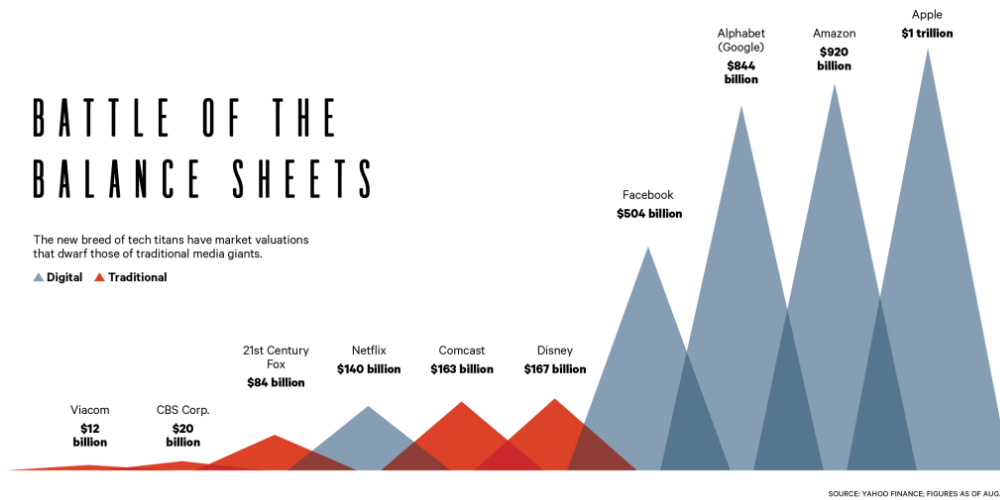 BATTLE OF THE
BALANCE SHEETS
The new breed of tech titans have market valuations
that dwarf those of traditional media giants.
Digital Traditional
Viacom
$12
billion
CBS Corp.
$20
billion
21st Century
Fox
$84 billion
Netflix
$140 billion
Comcast
$163 billion
Disney
$167 billion
Facebook
$504 billion
Alphabet
(Google)
$844
billion
Amazon
$920
billion
Apple
$1 trillion
SOURCE: YAHOO FINANCE; FIGURES AS OF AUG.